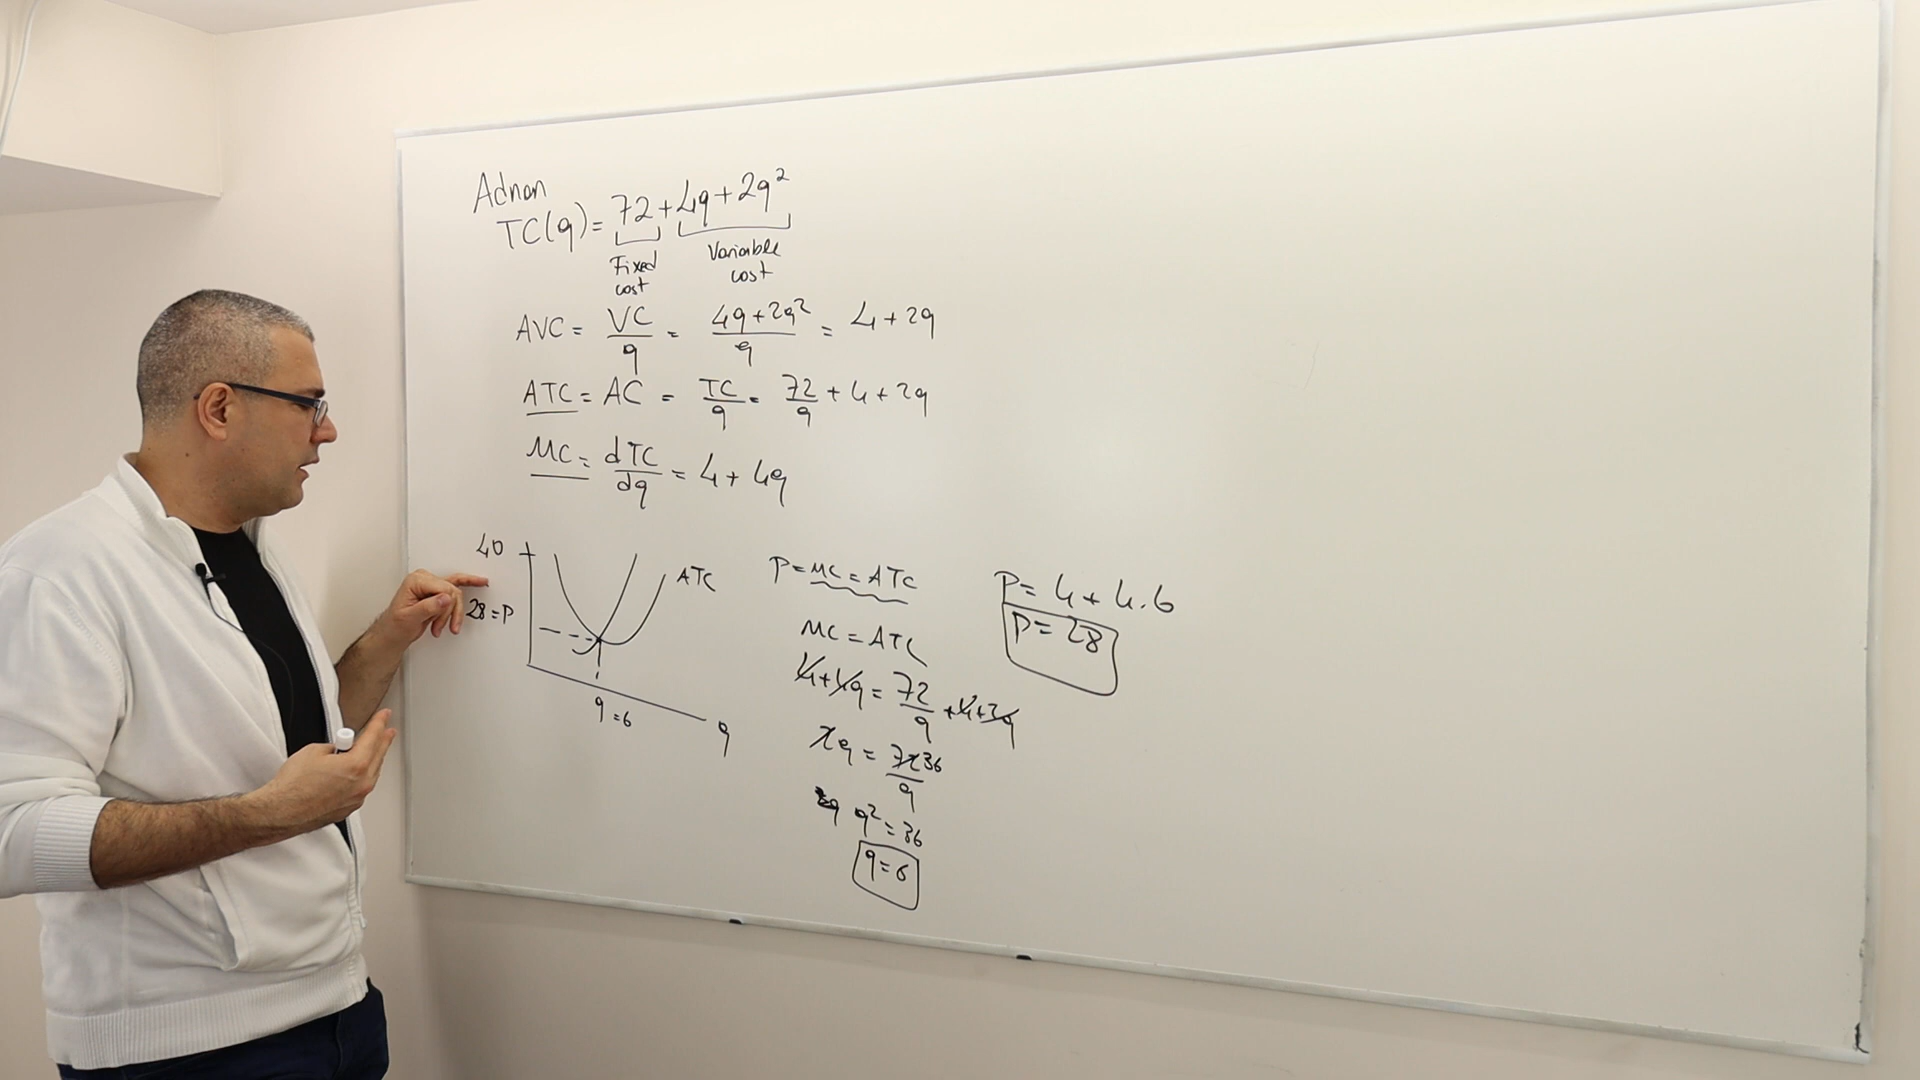 Adnan
TC(q) = 72 + 4q + 2q²
Fixed cost
Variable cost
AVC = VC/q = (4q + 2q²)/q = 4 + 2q
ATC = AC = TC/q = 72/q + 4 + 2q
MC = dTC/dq = 4 + 4q
40
28 = P
ATC
q = 6
q
P = MC = ATC
MC = ATC
4 + 4q = 72/q + 4 + 2q
2q = 72 36/q
q² = 36
q = 6
P = 4 + 4.6
P = 28